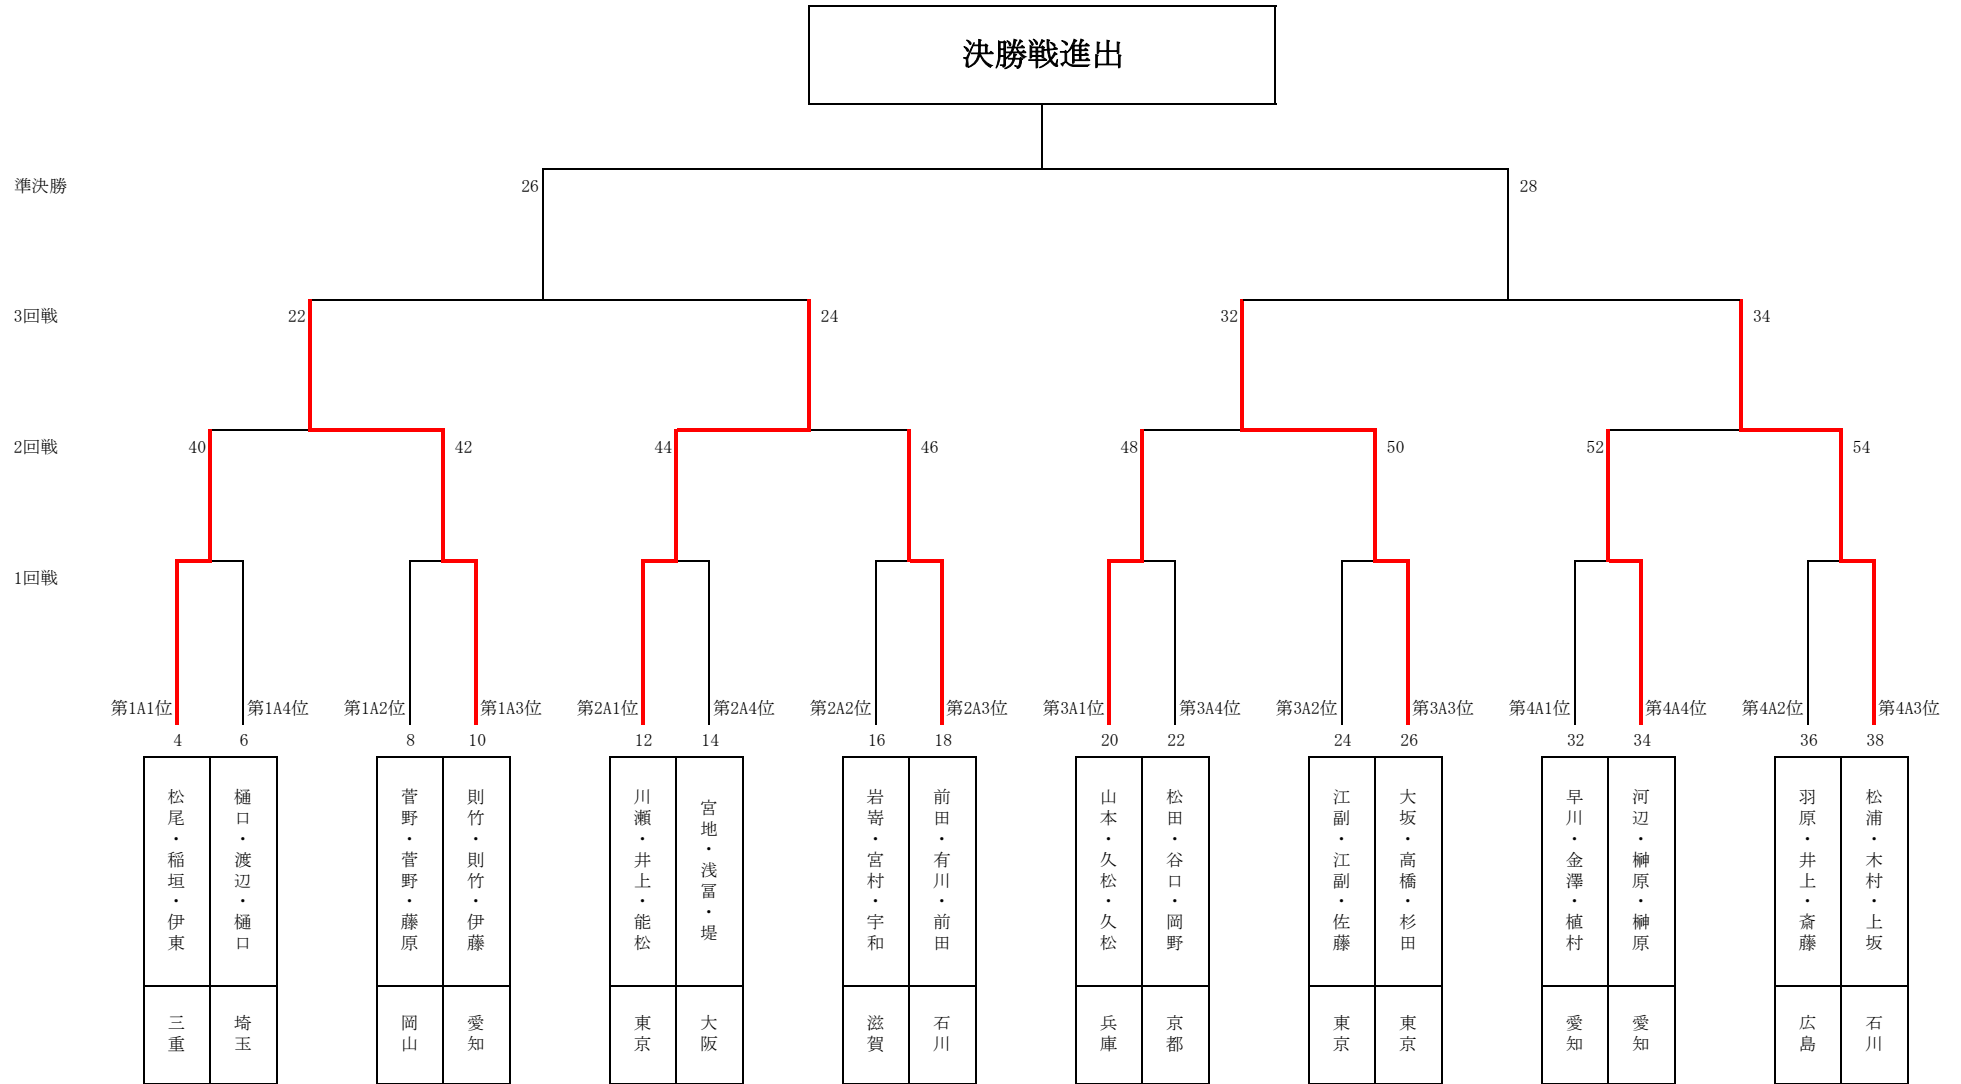 決勝戦進出
準決勝 26 28
3回戦 22 24 32 34
2回戦 40 42 44 46 48 50 52 54
1回戦
第1A1位 第1A4位 第1A2位 第1A3位 第2A1位 第2A4位 第2A2位 第2A3位 第3A1位 第3A4位 第3A2位 第3A3位 第4A1位 第4A4位 第4A2位 第4A3位
4 6 8 10 12 14 16 18 20 22 24 26 32 34 36 38
松尾・稲垣・伊東
樋口・渡辺・樋口
菅野・菅野・藤原
則竹・則竹・伊藤
川瀬・井上・能松
宮地・浅冨・堤
岩嵜・宮村・宇和
前田・有川・前田
山本・久松・久松
松田・谷口・岡野
江副・江副・佐藤
大坂・高橋・杉田
早川・金澤・植村
河辺・榊原・榊原
羽原・井上・斎藤
松浦・木村・上坂
三重
埼玉
岡山
愛知
東京
大阪
滋賀
石川
兵庫
京都
東京
東京
愛知
愛知
広島
石川